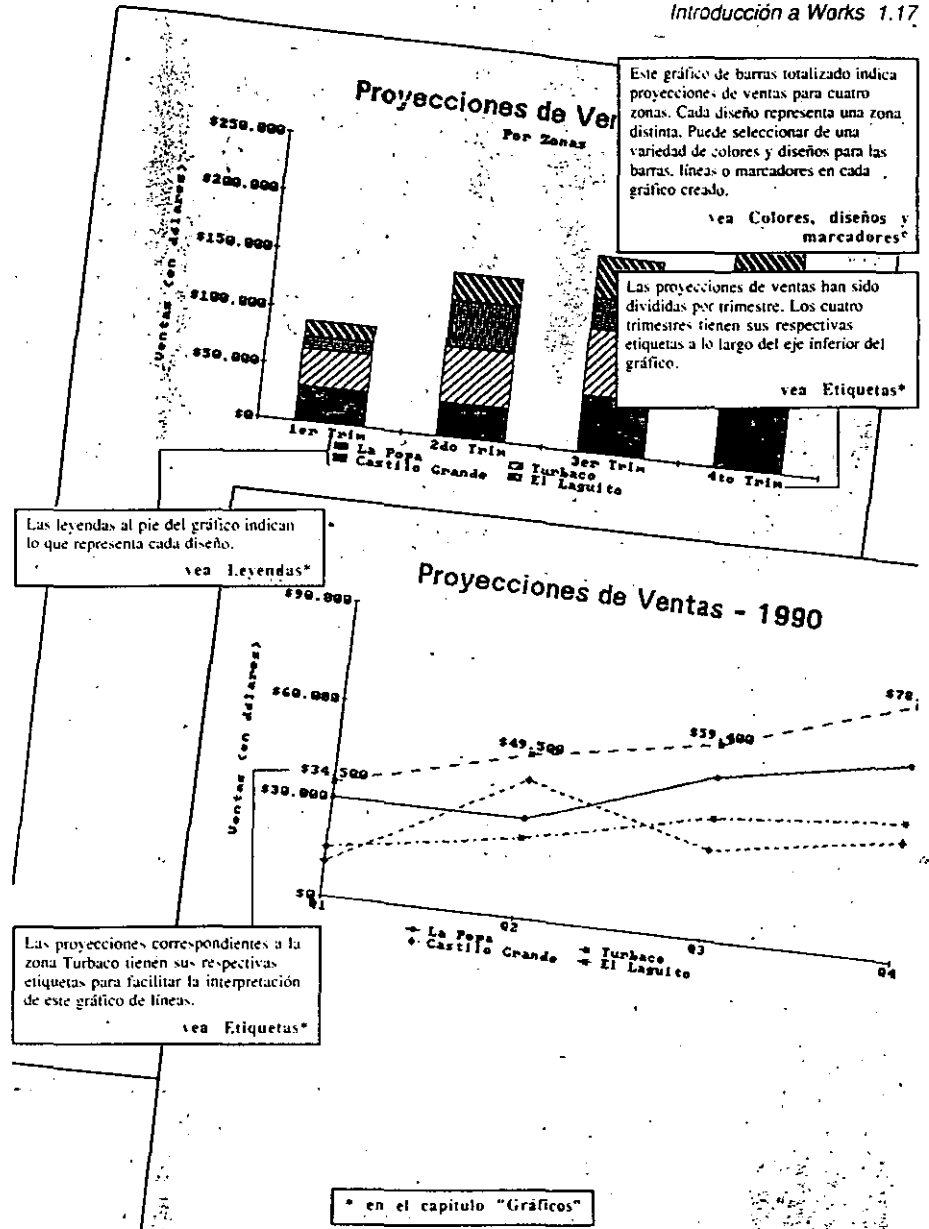 Introducción a Works 1.17
Proyecciones de Ver
Por Zonas
Este gráfico de barras totalizado indica
proyecciones de ventas para cuatro
zonas. Cada diseño representa una zona
distinta. Puede seleccionar de una
variedad de colores y diseños para las
barras, líneas o marcadores en cada
gráfico creado.
vea Colores, diseños y
marcadores*
Las proyecciones de ventas han sido
divididas por trimestre. Los cuatro
trimestres tienen sus respectivas
etiquetas a lo largo del eje inferior del
gráfico.
vea Etiquetas*
Ventas (en dólares)
$250.000
$200.000
$150.000
$100.000
$50.000
$0
1er Trim
2do Trim
3er Trim
4to Trim
La Popa
Turbaco
Castillo Grande
El Laguito
Las leyendas al pie del gráfico indican
lo que representa cada diseño.
vea Leyendas*
Proyecciones de Ventas - 1990
Ventas (en dólares)
$90.000
$60.000
$30.000
$0
$34.500
$49.500
$59.400
$78.
Q1
Q2
Q3
Q4
La Popa
Turbaco
Castillo Grande
El Laguito
Las proyecciones correspondientes a la
zona Turbaco tienen sus respectivas
etiquetas para facilitar la interpretación
de este gráfico de líneas.
vea Etiquetas*
* en el capítulo "Gráficos"